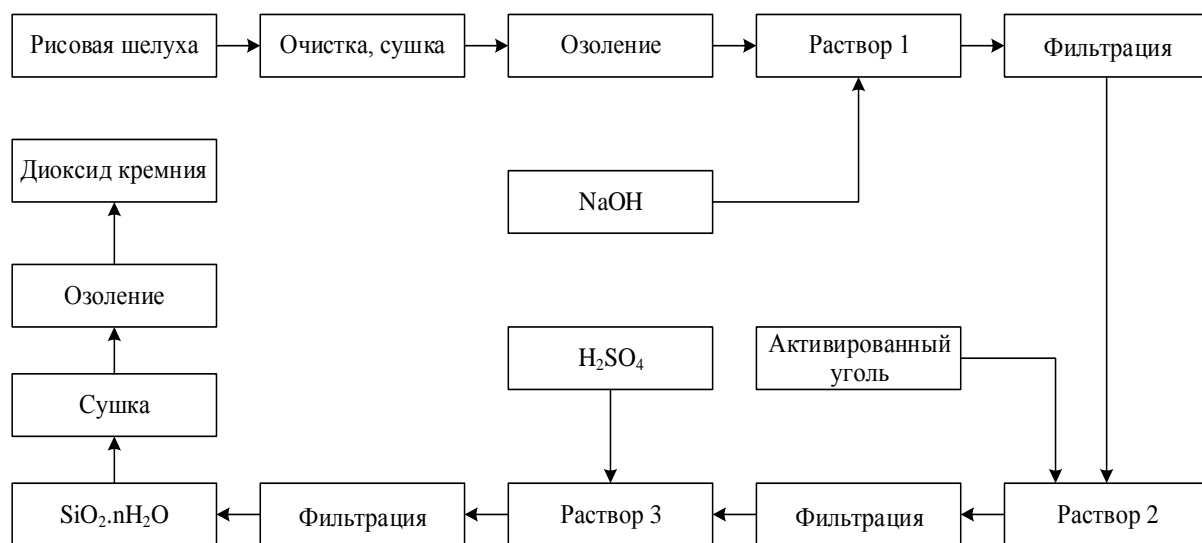 Рисовая шелуха
Очистка, сушка
Озоление
Раствор 1
Фильтрация
Диоксид кремния
NaOH
Озоление
H₂SO₄
Активированный
уголь
Сушка
SiO₂.nH₂O
Фильтрация
Раствор 3
Фильтрация
Раствор 2